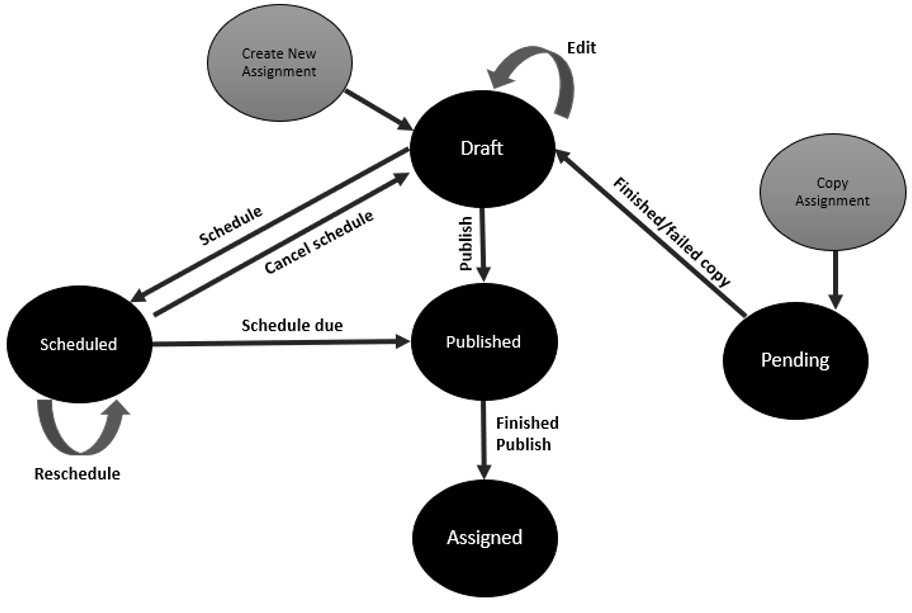 Create New
Assignment
Edit
Draft
Copy
Assignment
Finished/failed copy
Schedule
Cancel schedule
Publish
Scheduled
Schedule due
Published
Pending
Reschedule
Finished
Publish
Assigned